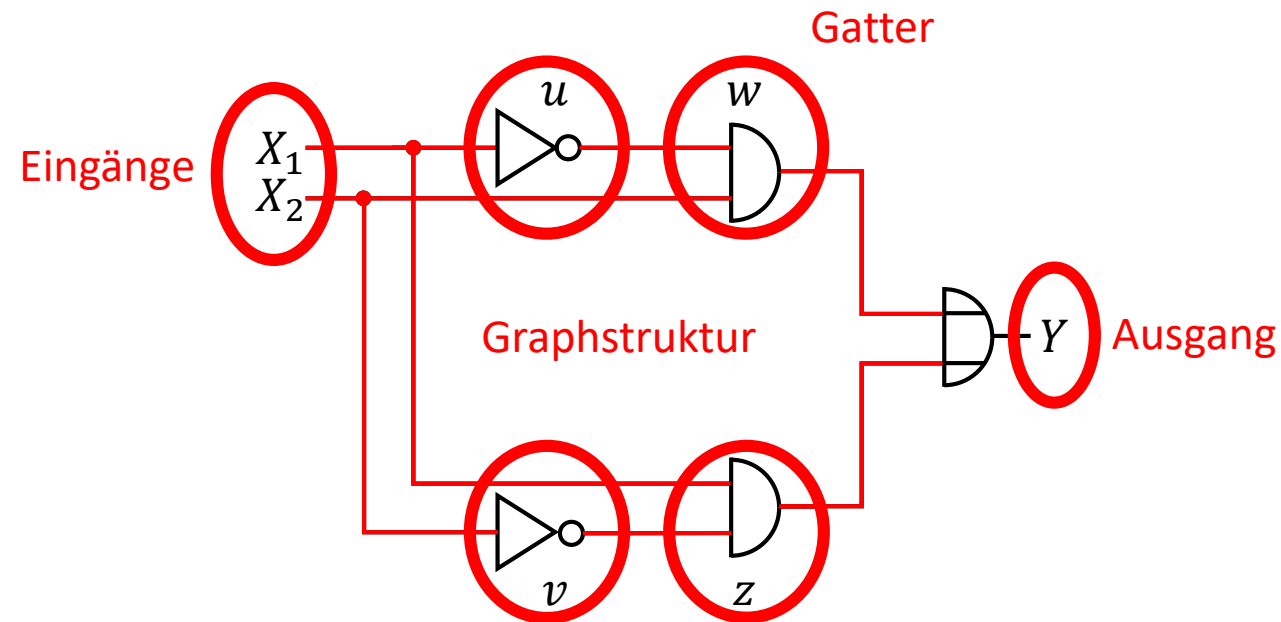 Gatter
u
w
Eingänge
X₁
X₂
Graphstruktur
Y
Ausgang
v
z